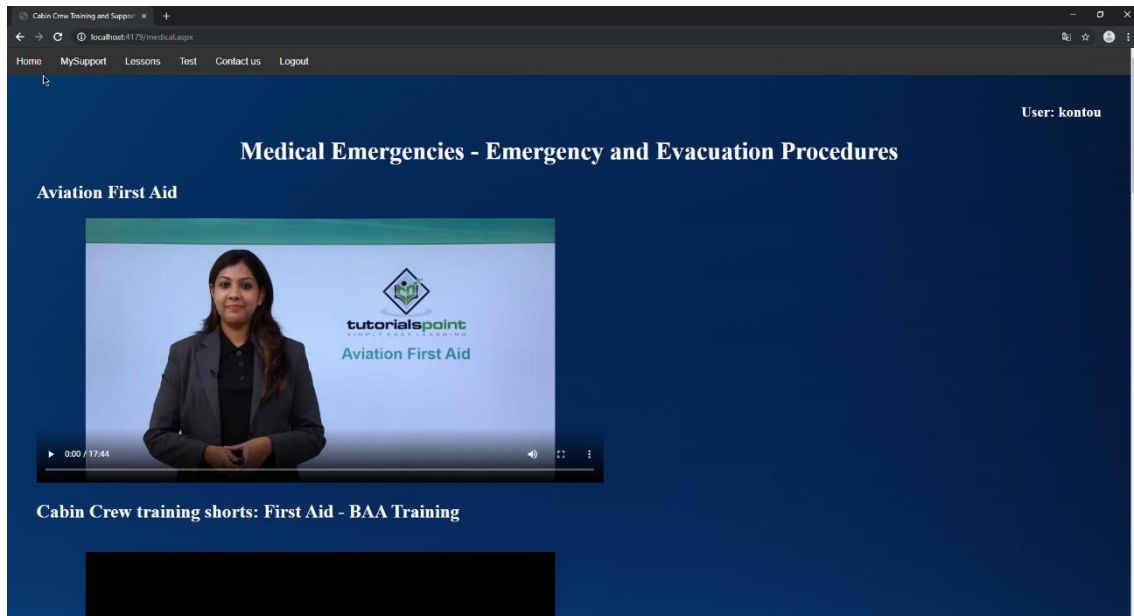 Cabin Crew Training and Suppor
localhost:4179/medical.aspx
Home MySupport Lessons Test Contact us Logout
User: kontou
Medical Emergencies - Emergency and Evacuation Procedures
Aviation First Aid
tutorialspoint
SIMPLY EASY LEARNING
Aviation First Aid
0:00 / 17:44
Cabin Crew training shorts: First Aid - BAA Training